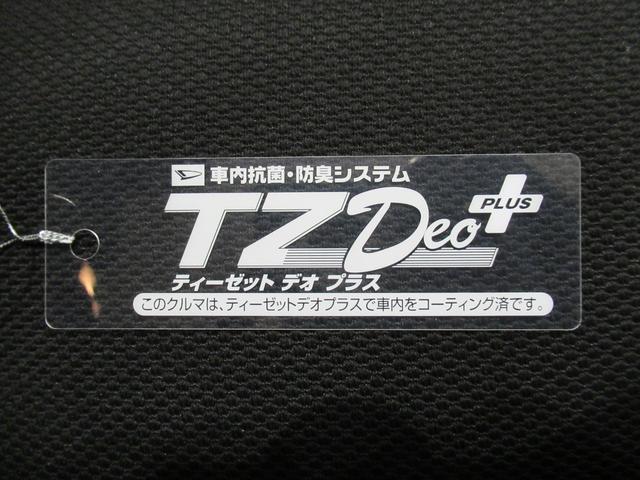 車内抗菌・防臭システム
TZ Deo PLUS
ティーゼット デオ プラス
このクルマは、ティーゼットデオプラスで車内をコーティング済です。